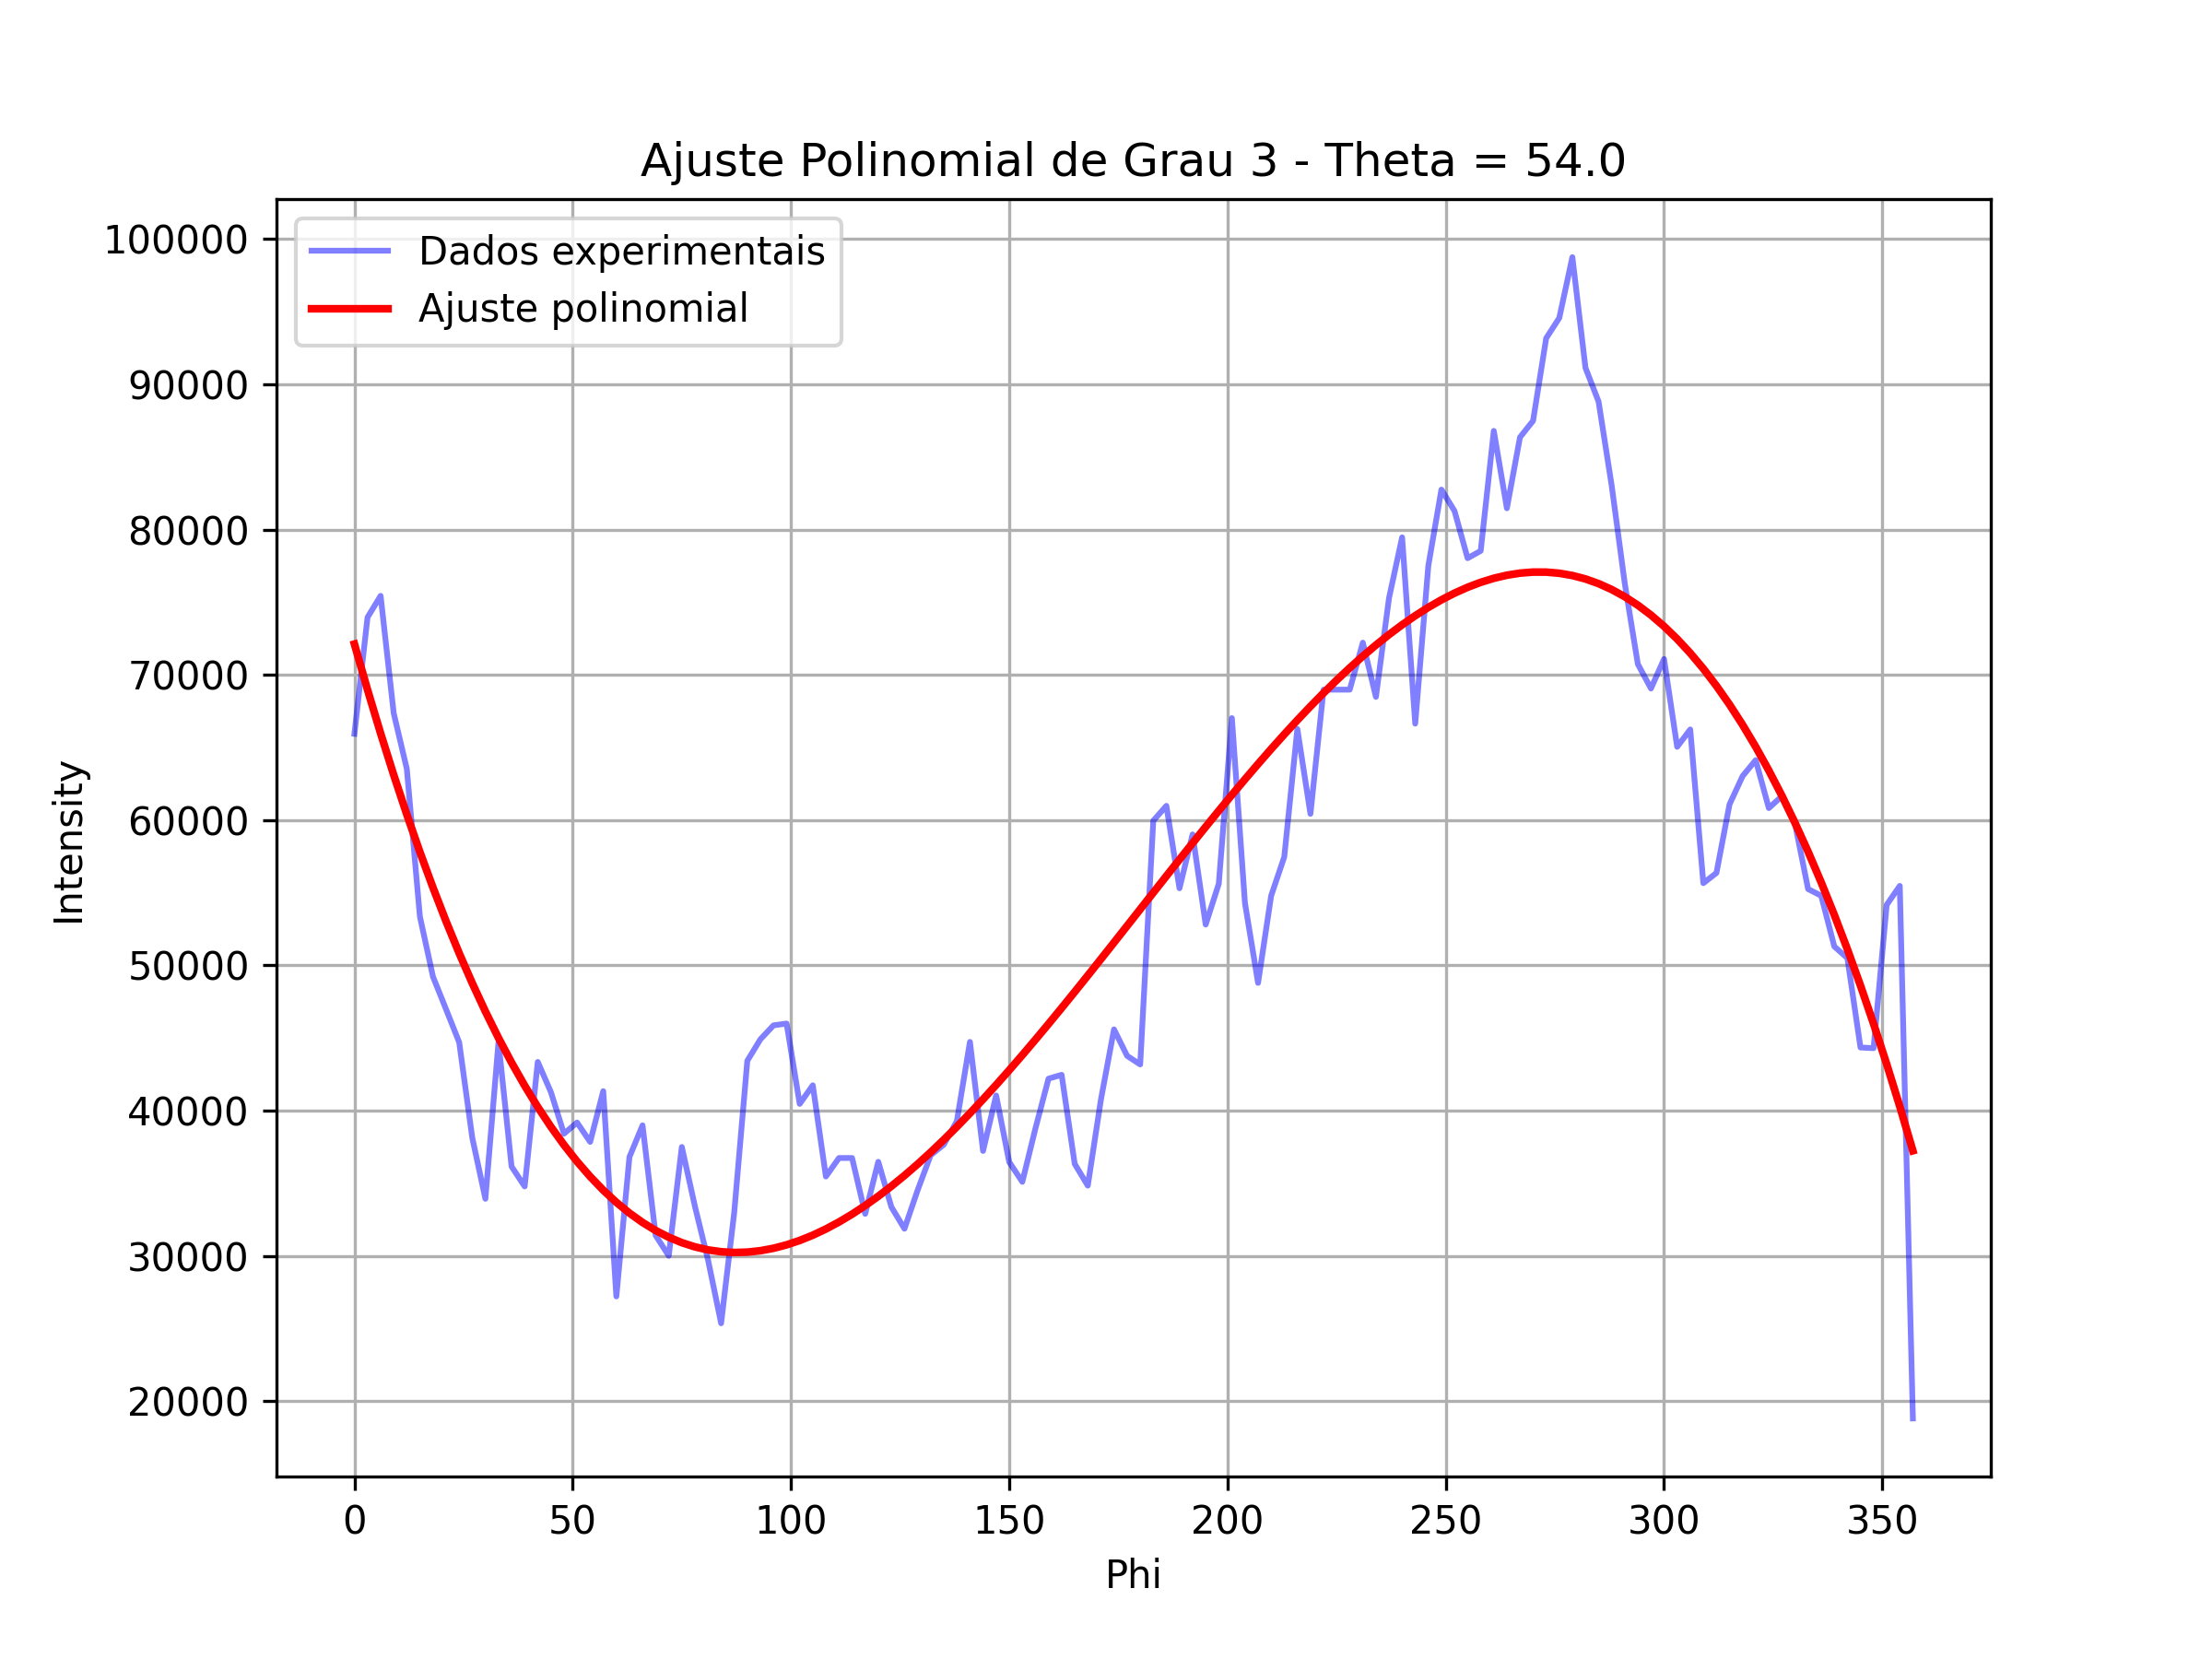 Ajuste Polinomial de Grau 3 - Theta = 54.0
Dados experimentais
Ajuste polinomial
100000
90000
80000
70000
60000
50000
40000
30000
20000
Intensity
0 50 100 150 200 250 300 350
Phi